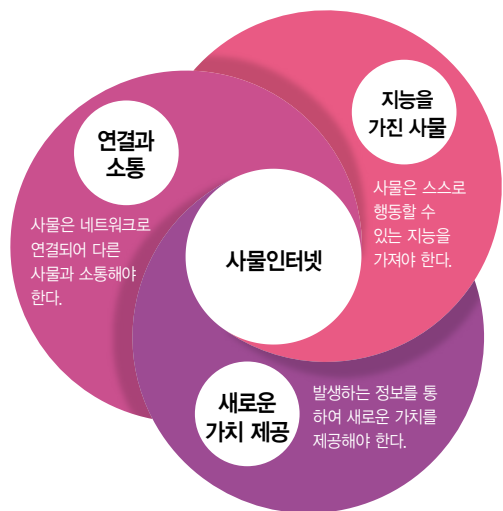 연결과
소통
사물은 네트워크로
연결되어 다른
사물과 소통해야
한다.
지능을
가진 사물
사물은 스스로
행동할 수
있는 지능을
가져야 한다.
사물인터넷
새로운
가치 제공
발생하는 정보를 통
하여 새로운 가치를
제공해야 한다.